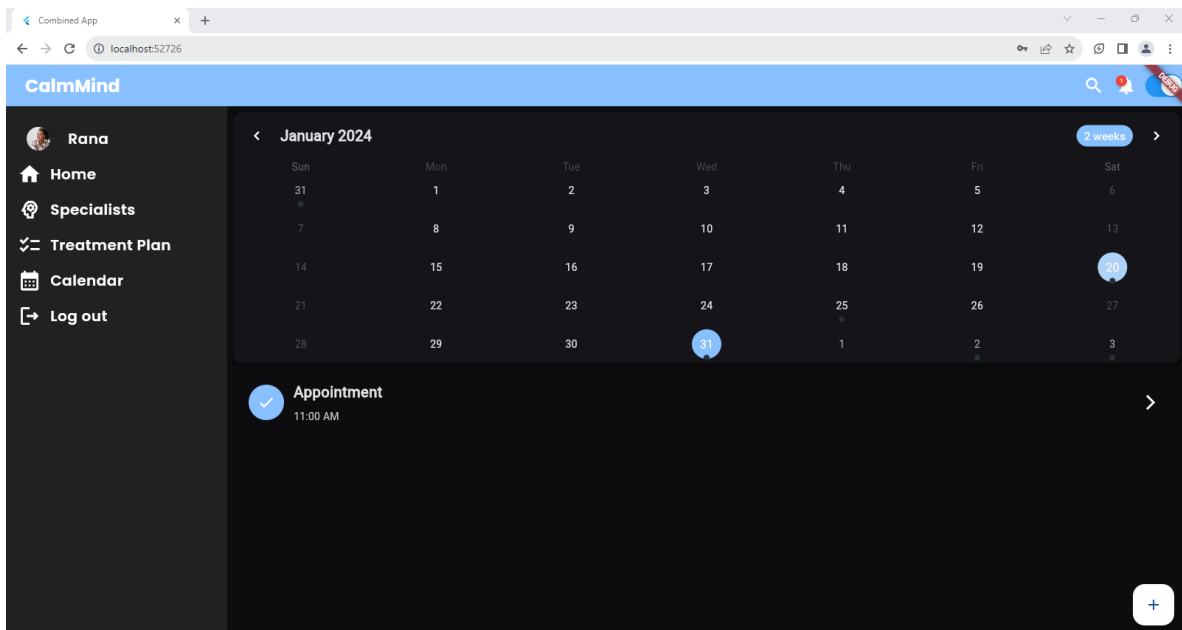 Combined App
localhost:52726
CalmMind
1
DEBUG
Rana
Home
Specialists
Treatment Plan
Calendar
Log out
January 2024
2 weeks
Sun Mon Tue Wed Thu Fri Sat
31 1 2 3 4 5 6
7 8 9 10 11 12 13
14 15 16 17 18 19 20
21 22 23 24 25 26 27
28 29 30 31 1 2 3
Appointment
11:00 AM